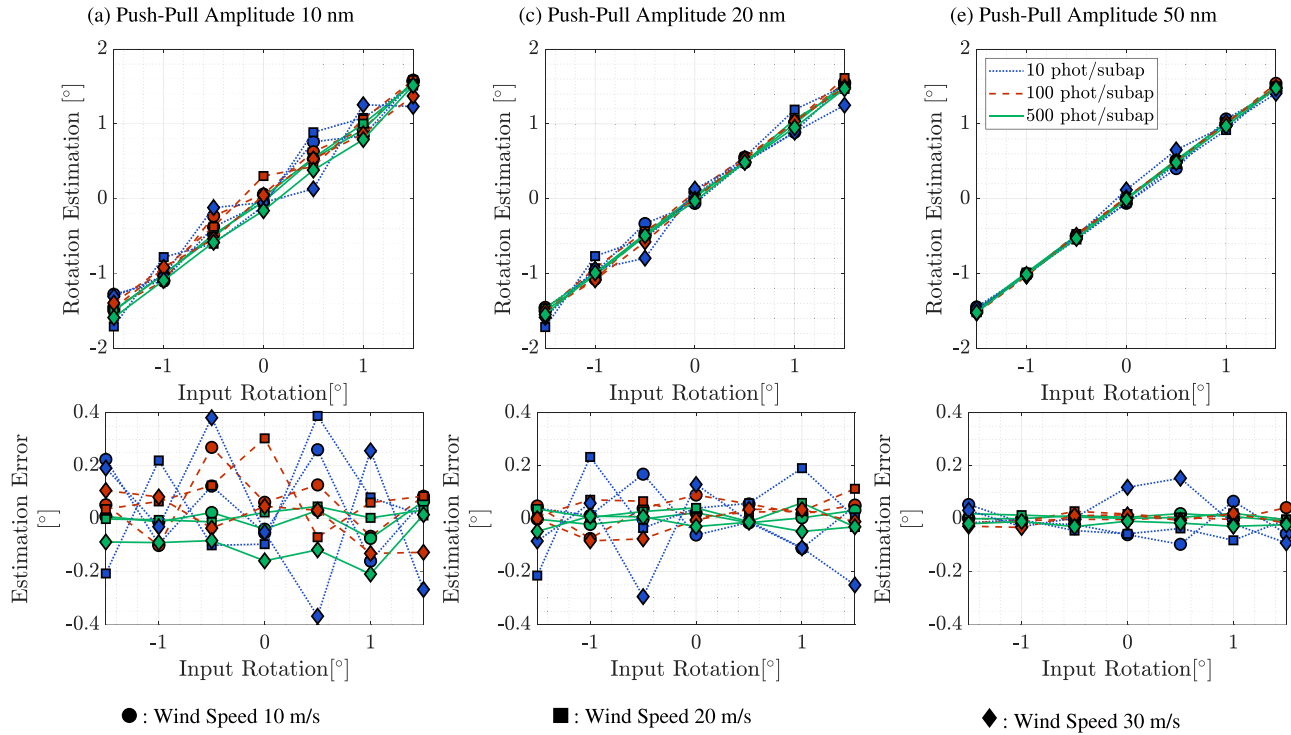 (a) Push-Pull Amplitude 10 nm
(c) Push-Pull Amplitude 20 nm
(e) Push-Pull Amplitude 50 nm
2
1
0
-1
-2
Rotation Estimation [°]
-1 0 1
Input Rotation[°]
2
1
0
-1
-2
Rotation Estimation [°]
-1 0 1
Input Rotation[°]
2
1
0
-1
-2
Rotation Estimation [°]
10 phot/subap
100 phot/subap
500 phot/subap
-1 0 1
Input Rotation[°]
0.4
0.2
0
-0.2
-0.4
Estimation Error
[°]
-1 0 1
Input Rotation[°]
0.4
0.2
0
-0.2
-0.4
Estimation Error
[°]
-1 0 1
Input Rotation[°]
0.4
0.2
0
-0.2
-0.4
Estimation Error
[°]
-1 0 1
Input Rotation[°]
: Wind Speed 10 m/s
: Wind Speed 20 m/s
: Wind Speed 30 m/s